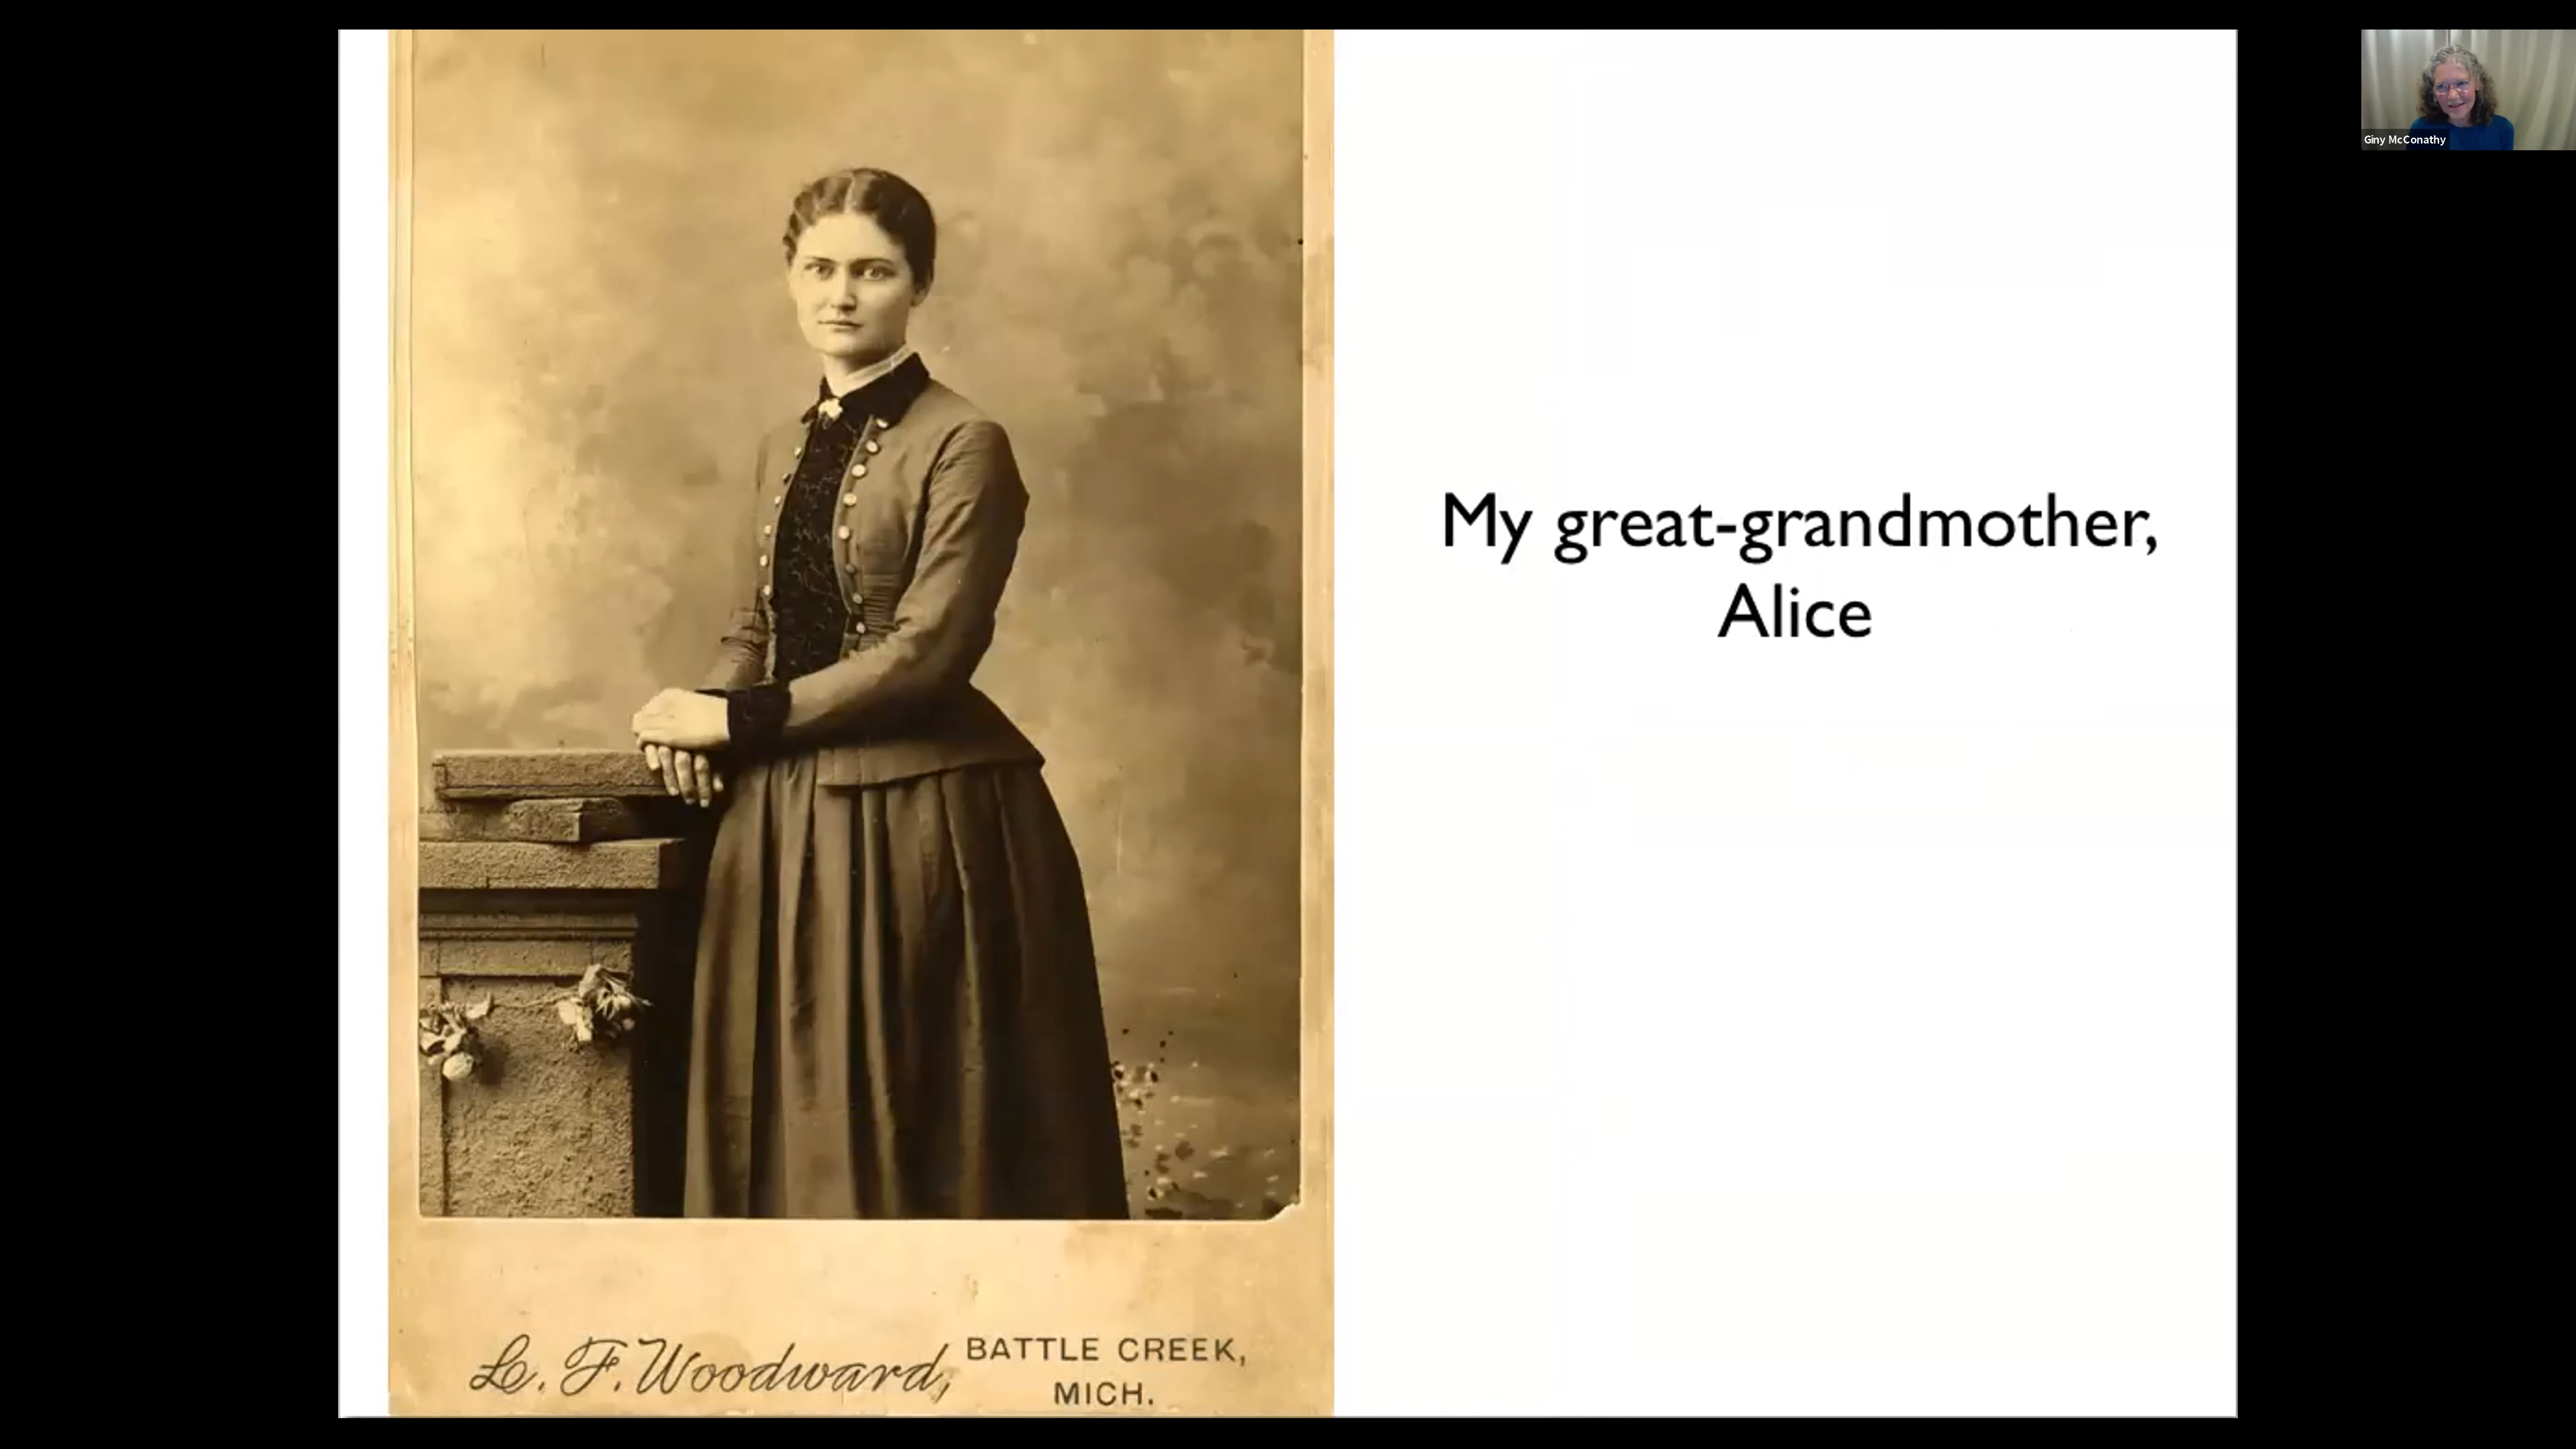 My great-grandmother,
Alice
L. F. Woodward,
BATTLE CREEK,
MICH.
Giny McConathy